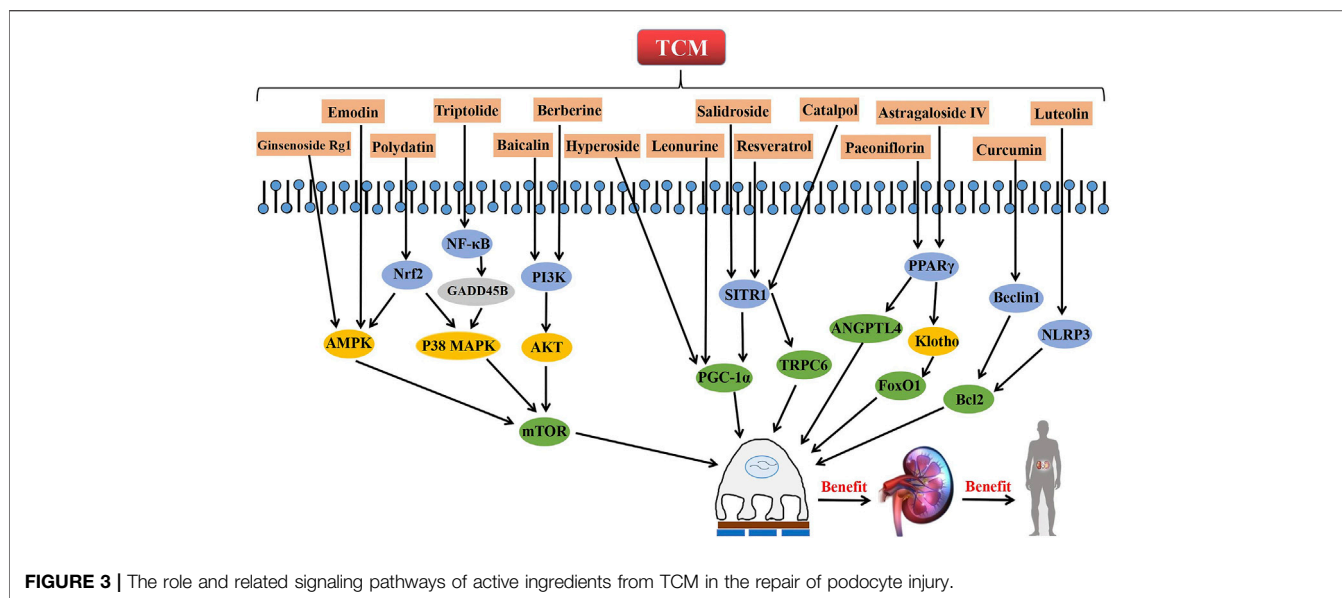 TCM
Emodin
Triptolide
Berberine
Salidroside
Catalpol
Astragaloside IV
Luteolin
Ginsenoside Rg1
Polydatin
Baicalin
Hyperoside
Leonurine
Resveratrol
Paeoniflorin
Curcumin
NF-κB
Nrf2
PI3K
PPARγ
GADD45B
SITR1
Beclin1
AMPK
P38 MAPK
AKT
ANGPTL4
Klotho
NLRP3
TRPC6
PGC-1α
FoxO1
Bcl2
mTOR
Benefit
Benefit
FIGURE 3 | The role and related signaling pathways of active ingredients from TCM in the repair of podocyte injury.